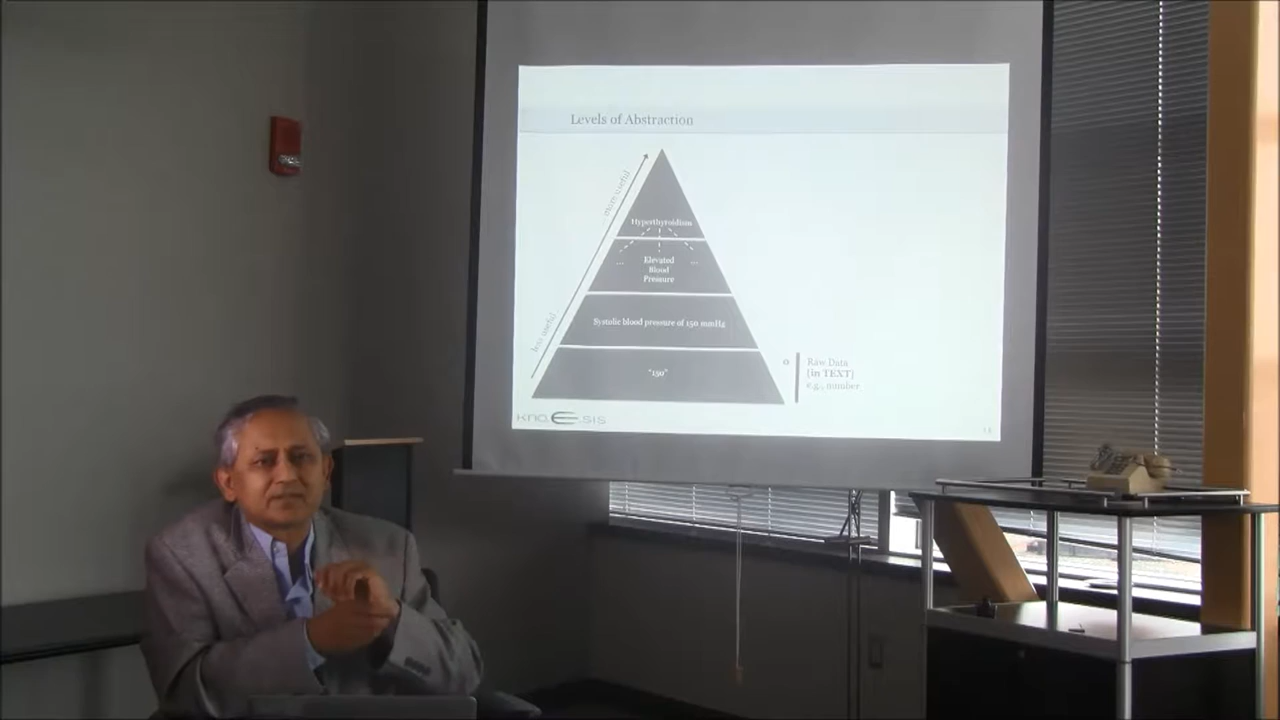 Levels of Abstraction
more useful
less useful
Hyperthyroidism
... Elevated ...
Blood
Pressure
Systolic blood pressure of 150 mmHg
"150"
0
Raw Data
[in TEXT]
e.g., number
kno.e.sis